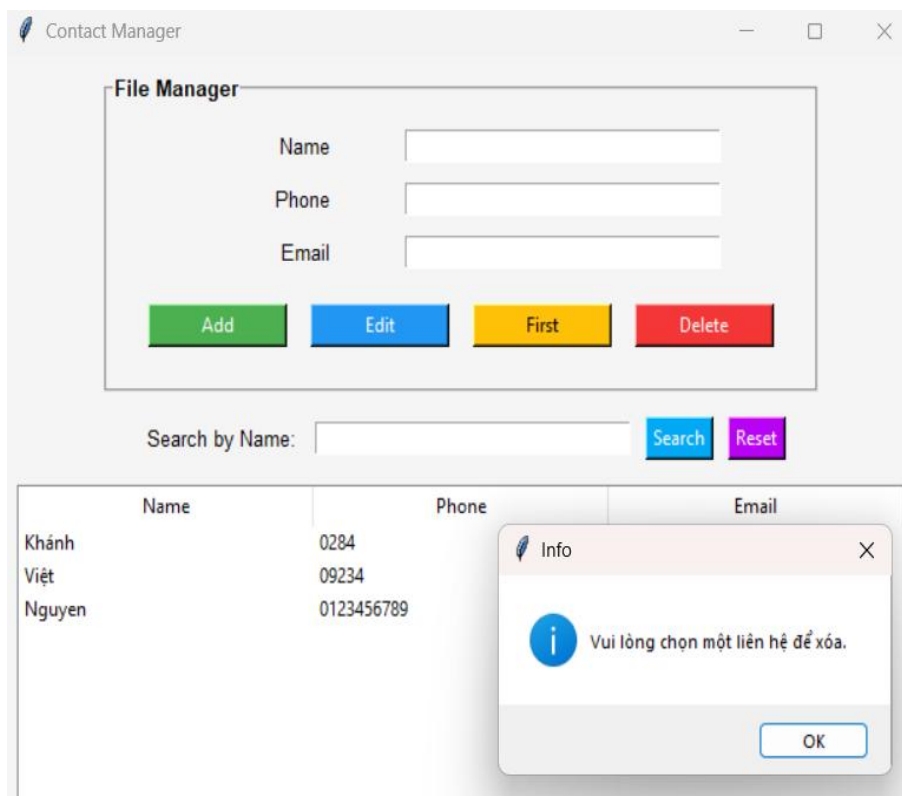 Contact Manager
File Manager
Name
Phone
Email
Add Edit First Delete
Search by Name: Search Reset
Name Phone Email
Khánh 0284
Việt 09234
Nguyen 0123456789
Info
Vui lòng chọn một liên hệ để xóa.
OK